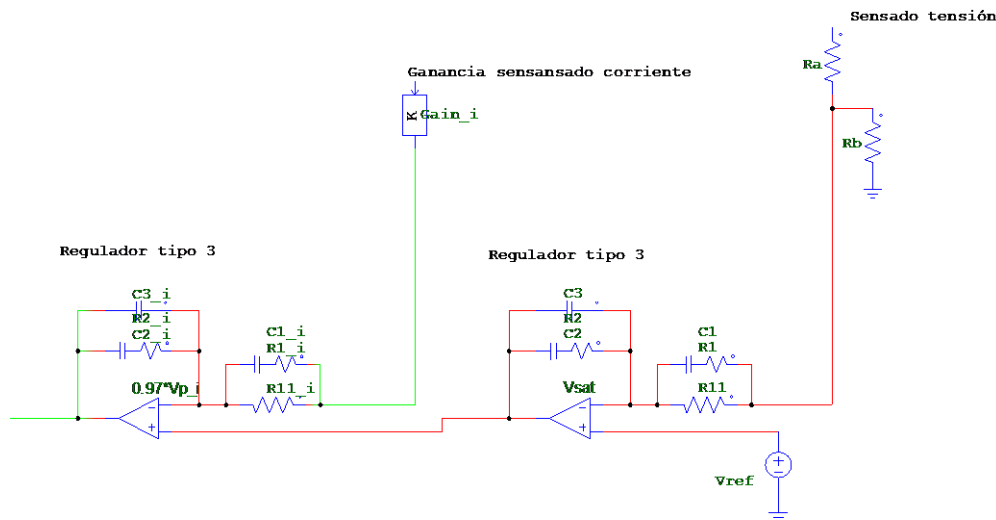 Sensado tensión
Ra
Ganancia sensansado corriente
K
Gain_i
Rb
Regulador tipo 3
Regulador tipo 3
C3_i
R2_i
C2_i
C1_i
R1_i
R11_i
0.97*Vp_i
C3
R2
C2
C1
R1
R11
Vsat
Vref